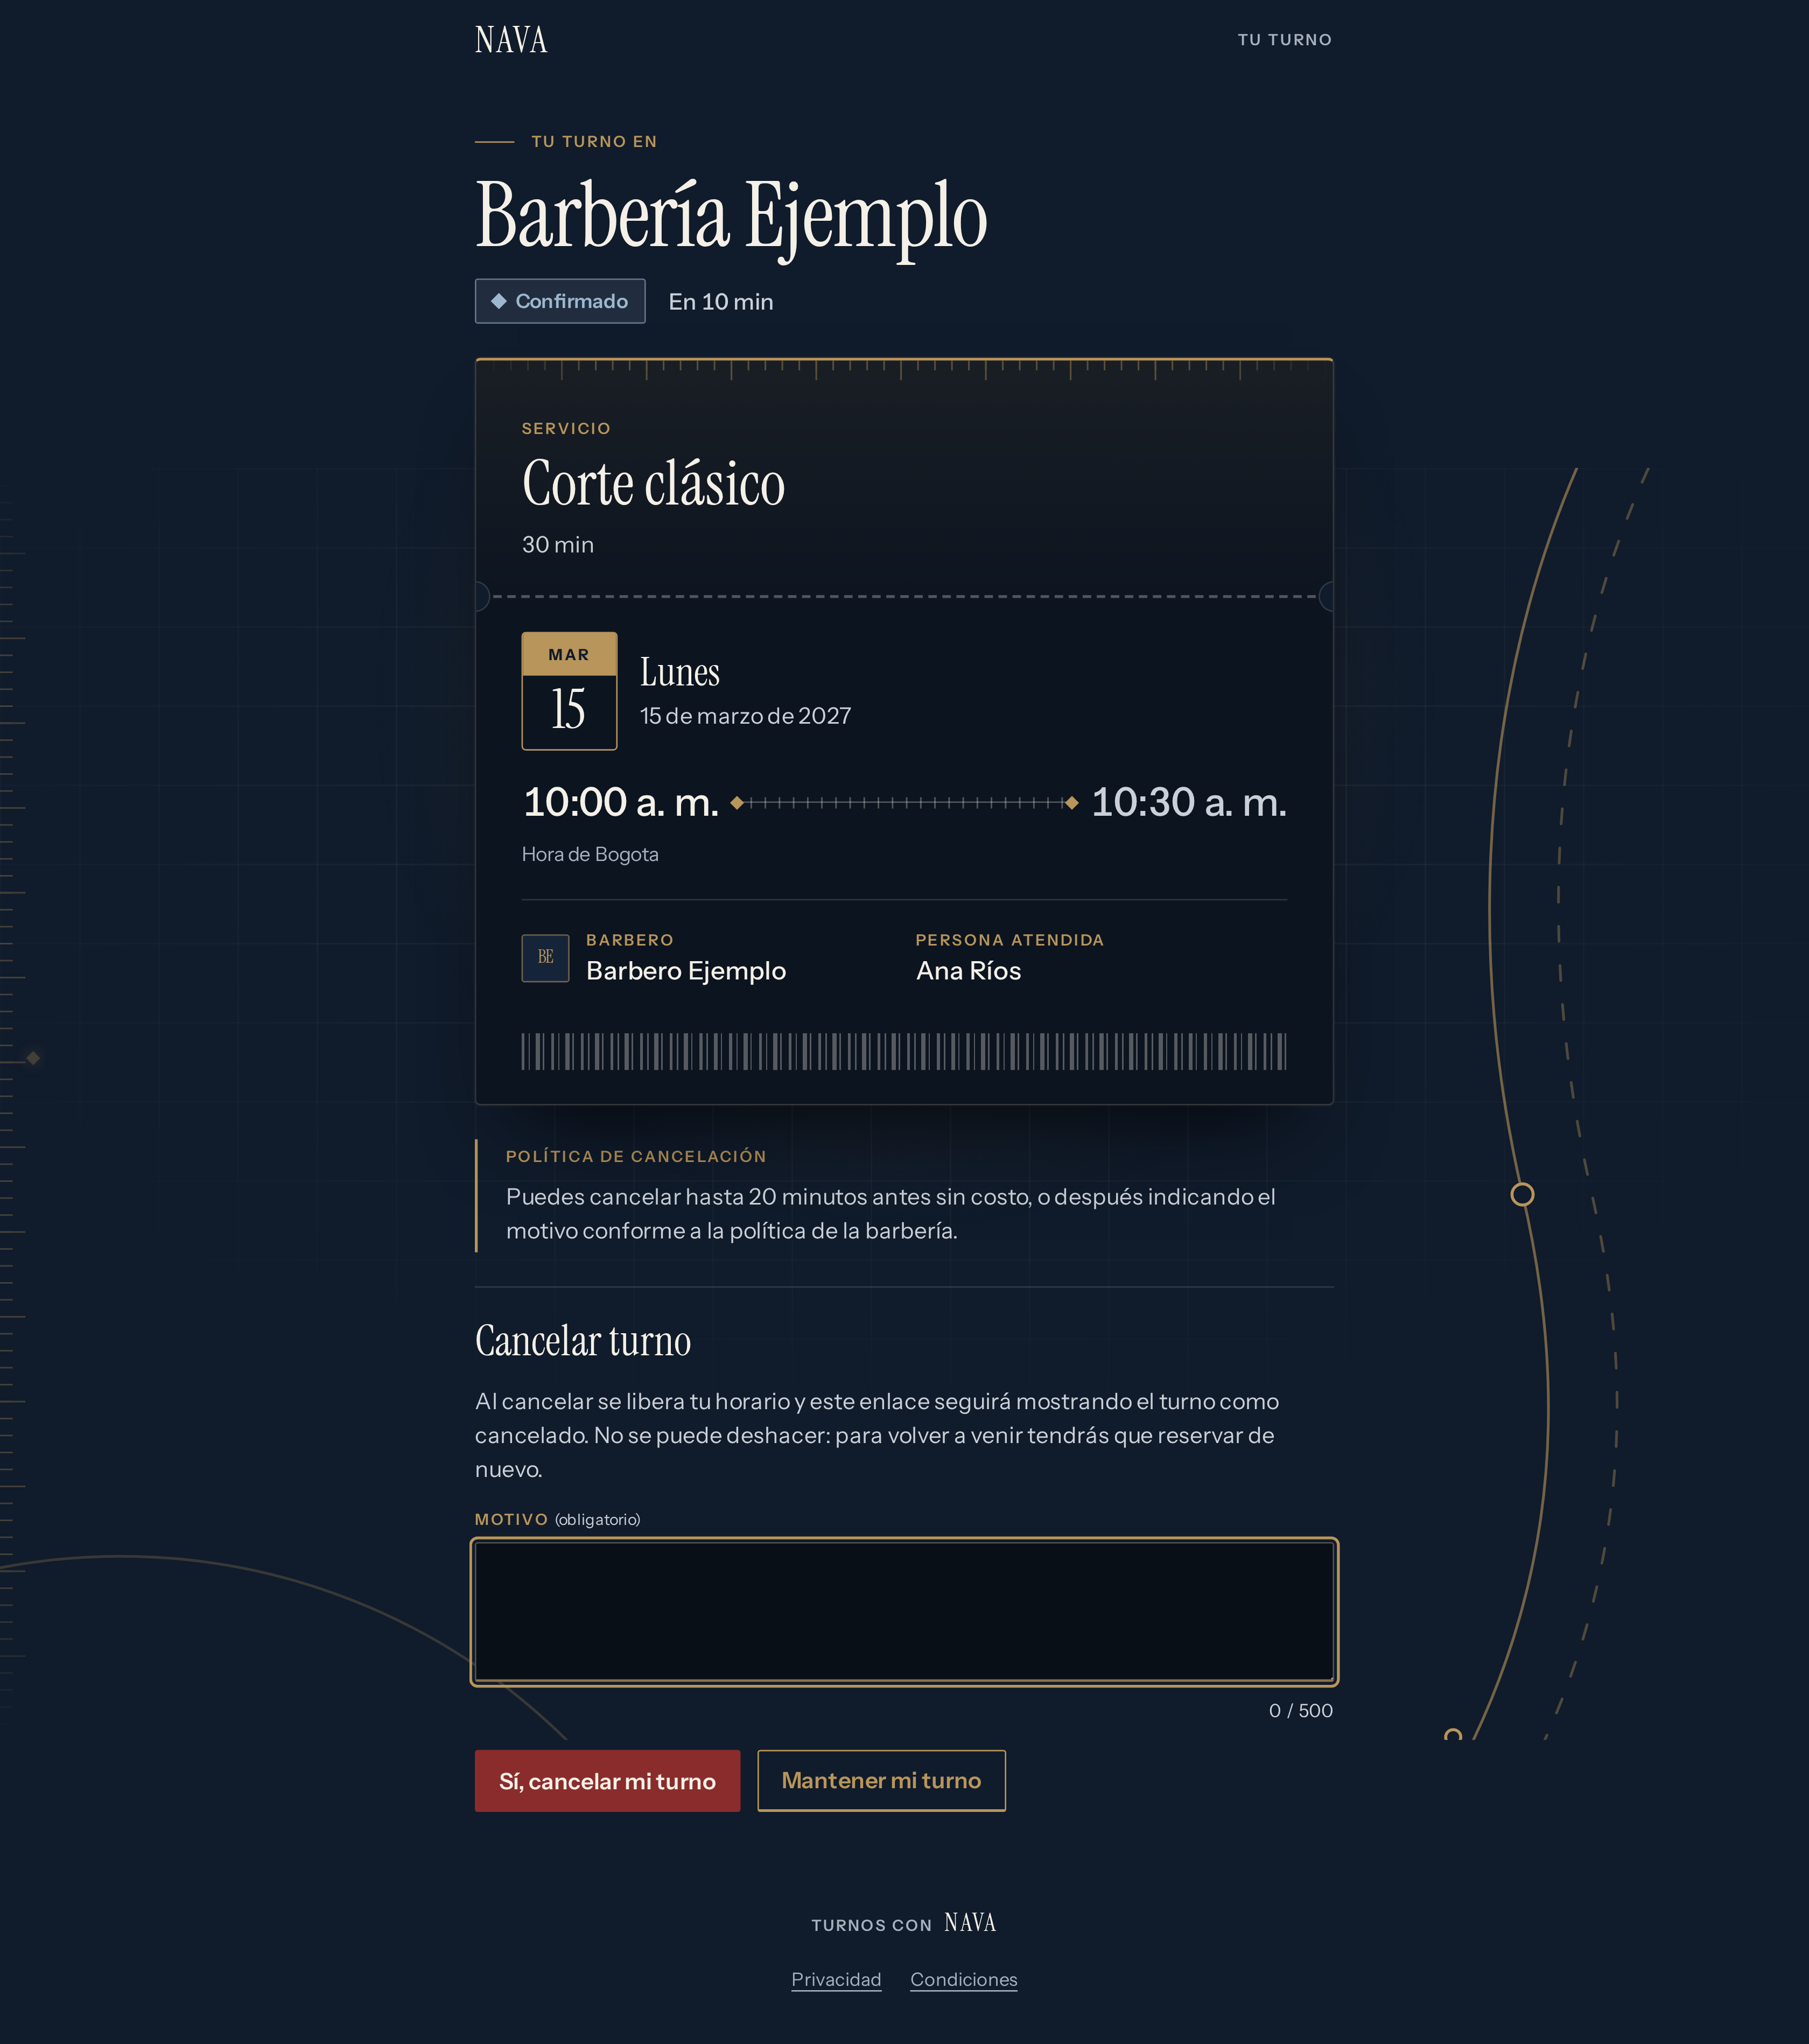 NAVA
TU TURNO
TU TURNO EN
Barbería Ejemplo
Confirmado
En 10 min
SERVICIO
Corte clásico
30 min
MAR
15
Lunes
15 de marzo de 2027
10:00 a. m.
10:30 a. m.
Hora de Bogota
BE
BARBERO
Barbero Ejemplo
PERSONA ATENDIDA
Ana Ríos
POLÍTICA DE CANCELACIÓN
Puedes cancelar hasta 20 minutos antes sin costo, o después indicando el
motivo conforme a la política de la barbería.
Cancelar turno
Al cancelar se libera tu horario y este enlace seguirá mostrando el turno como
cancelado. No se puede deshacer: para volver a venir tendrás que reservar de
nuevo.
MOTIVO (obligatorio)
0 / 500
Sí, cancelar mi turno
Mantener mi turno
TURNOS CON NAVA
Privacidad
Condiciones